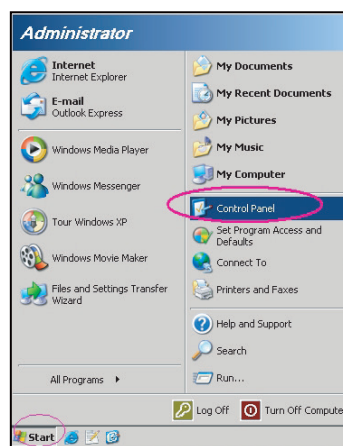 Administrator
Internet
Internet Explorer
E-mail
Outlook Express
Windows Media Player
Windows Messenger
Tour Windows XP
Windows Movie Maker
Files and Settings Transfer
Wizard
All Programs
My Documents
My Recent Documents
My Pictures
My Music
My Computer
Control Panel
Set Program Access and
Defaults
Connect To
Printers and Faxes
Help and Support
Search
Run...
Log Off
Turn Off Compute
Start